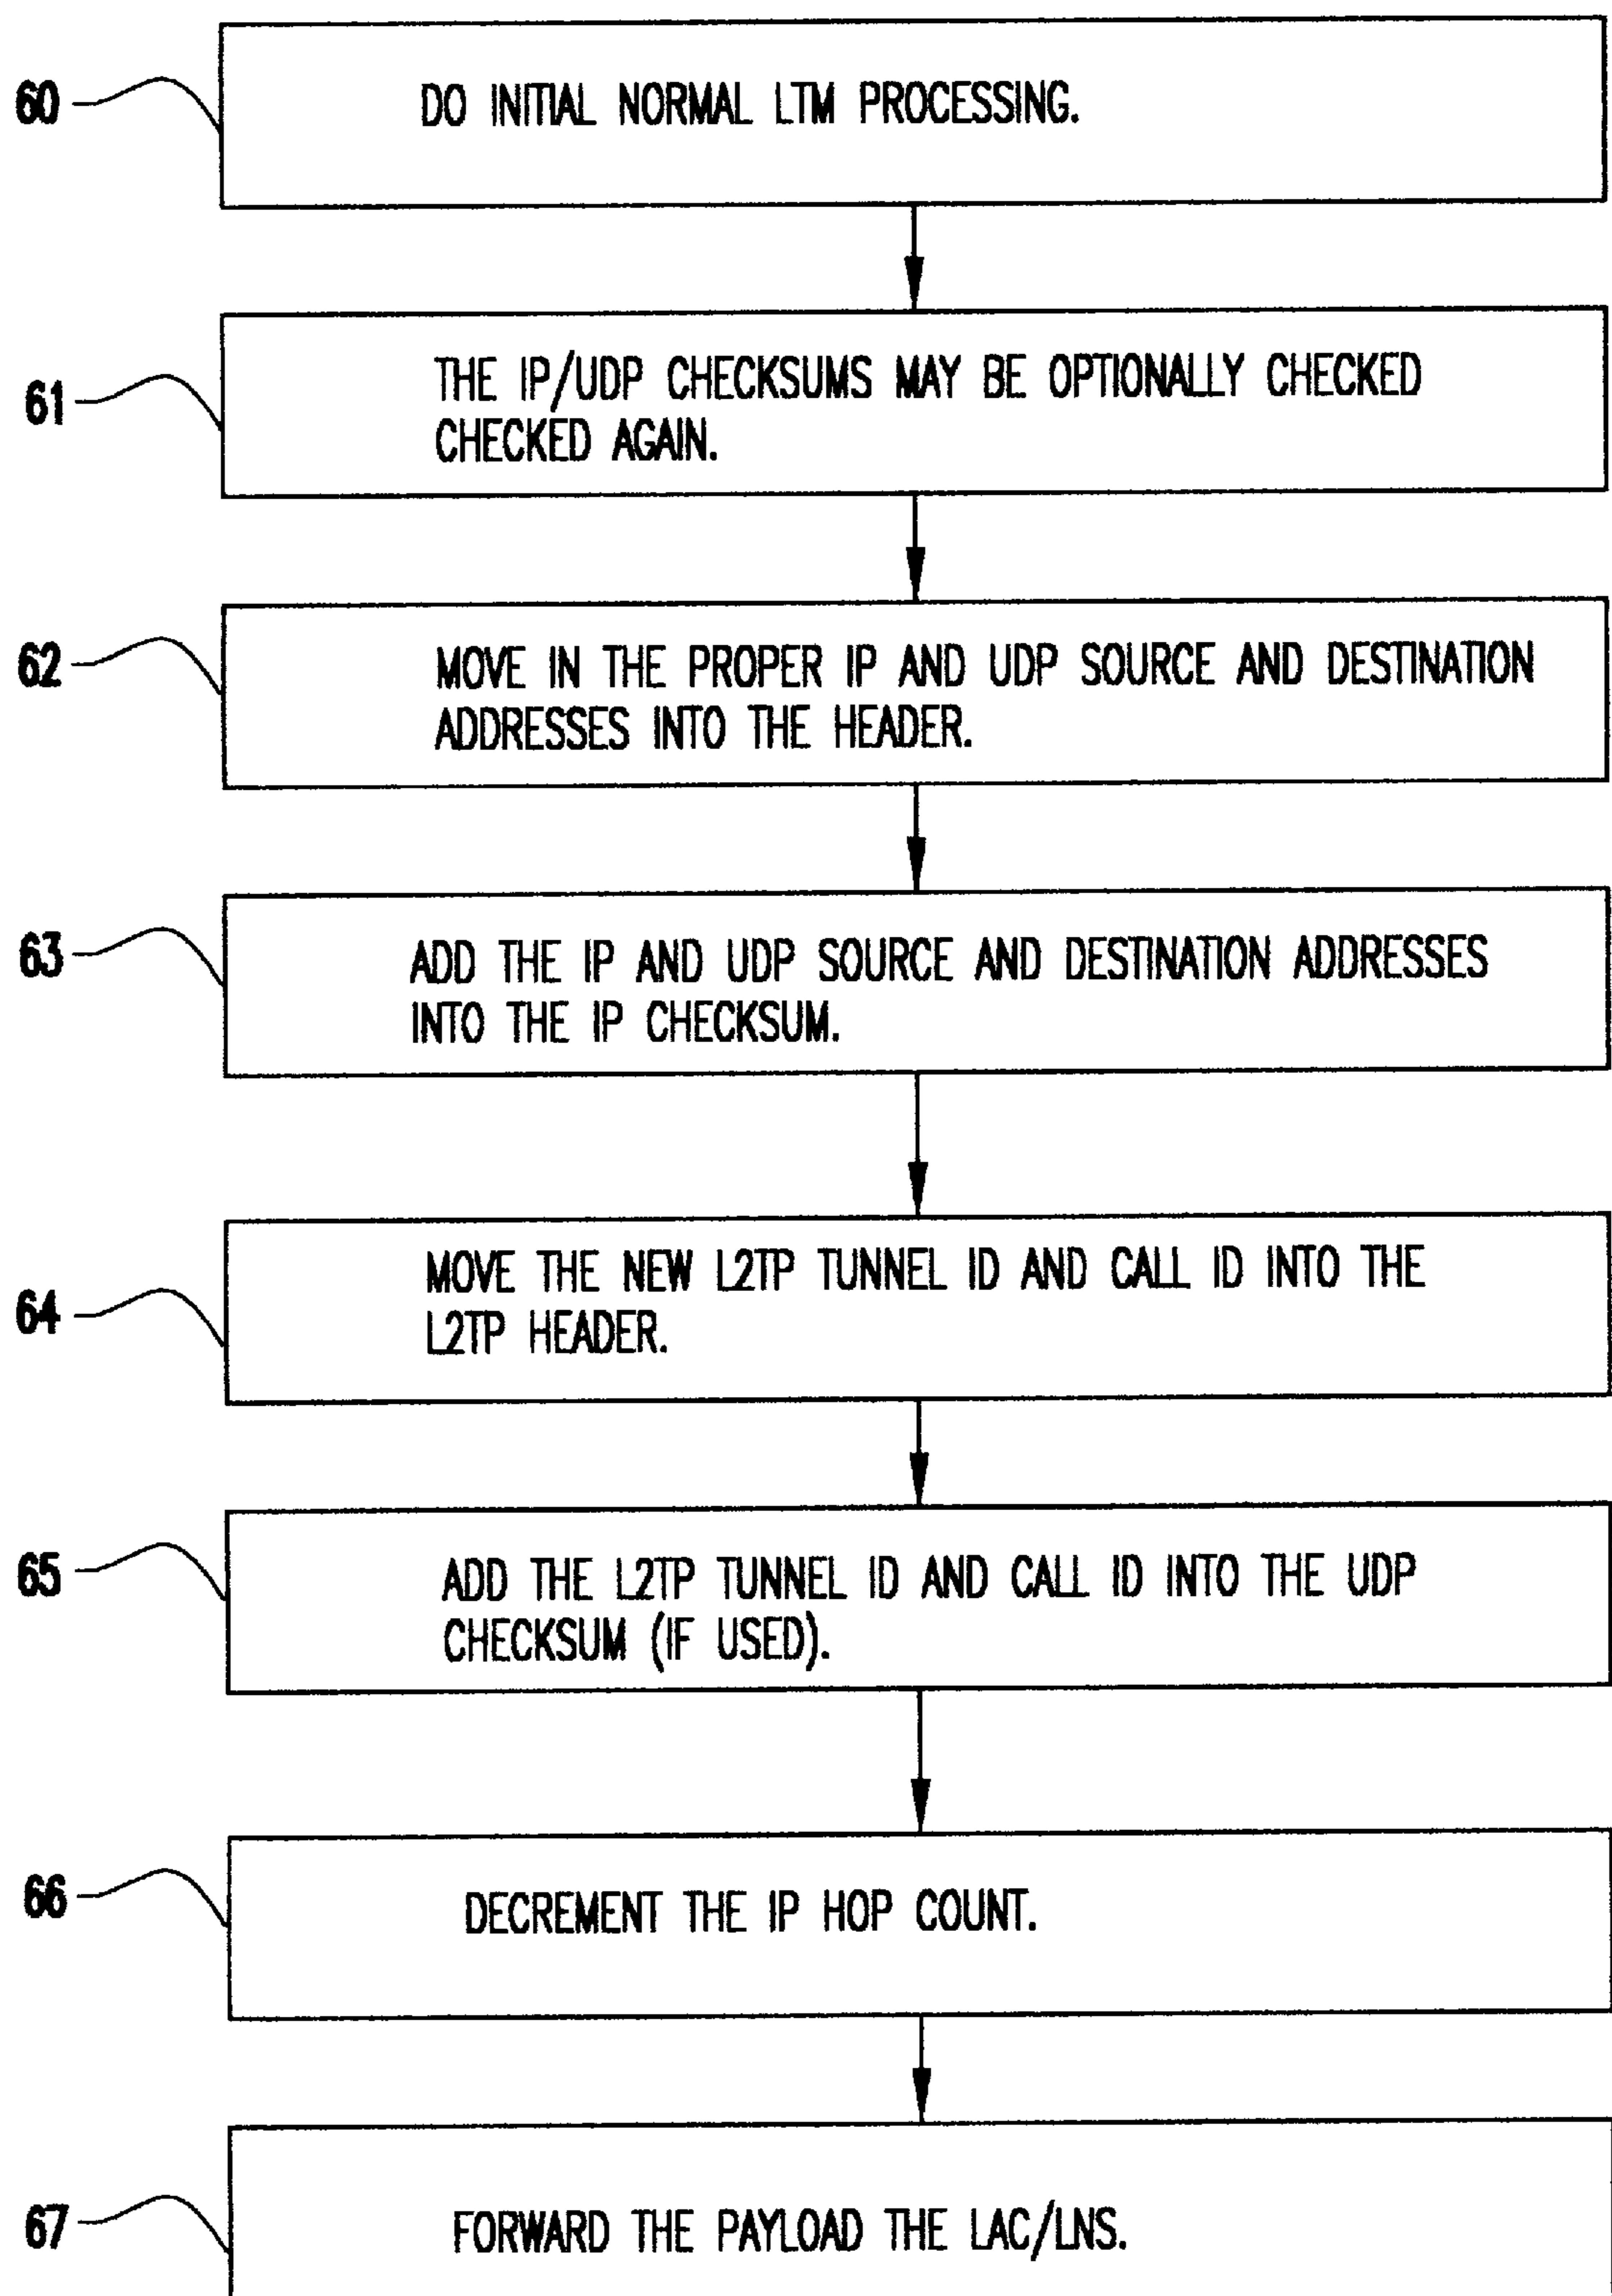 60
DO INITIAL NORMAL LTM PROCESSING.
61
THE IP/UDP CHECKSUMS MAY BE OPTIONALLY CHECKED
CHECKED AGAIN.
62
MOVE IN THE PROPER IP AND UDP SOURCE AND DESTINATION
ADDRESSES INTO THE HEADER.
63
ADD THE IP AND UDP SOURCE AND DESTINATION ADDRESSES
INTO THE IP CHECKSUM.
64
MOVE THE NEW L2TP TUNNEL ID AND CALL ID INTO THE
L2TP HEADER.
65
ADD THE L2TP TUNNEL ID AND CALL ID INTO THE UDP
CHECKSUM (IF USED).
66
DECREMENT THE IP HOP COUNT.
67
FORWARD THE PAYLOAD THE LAC/LNS.